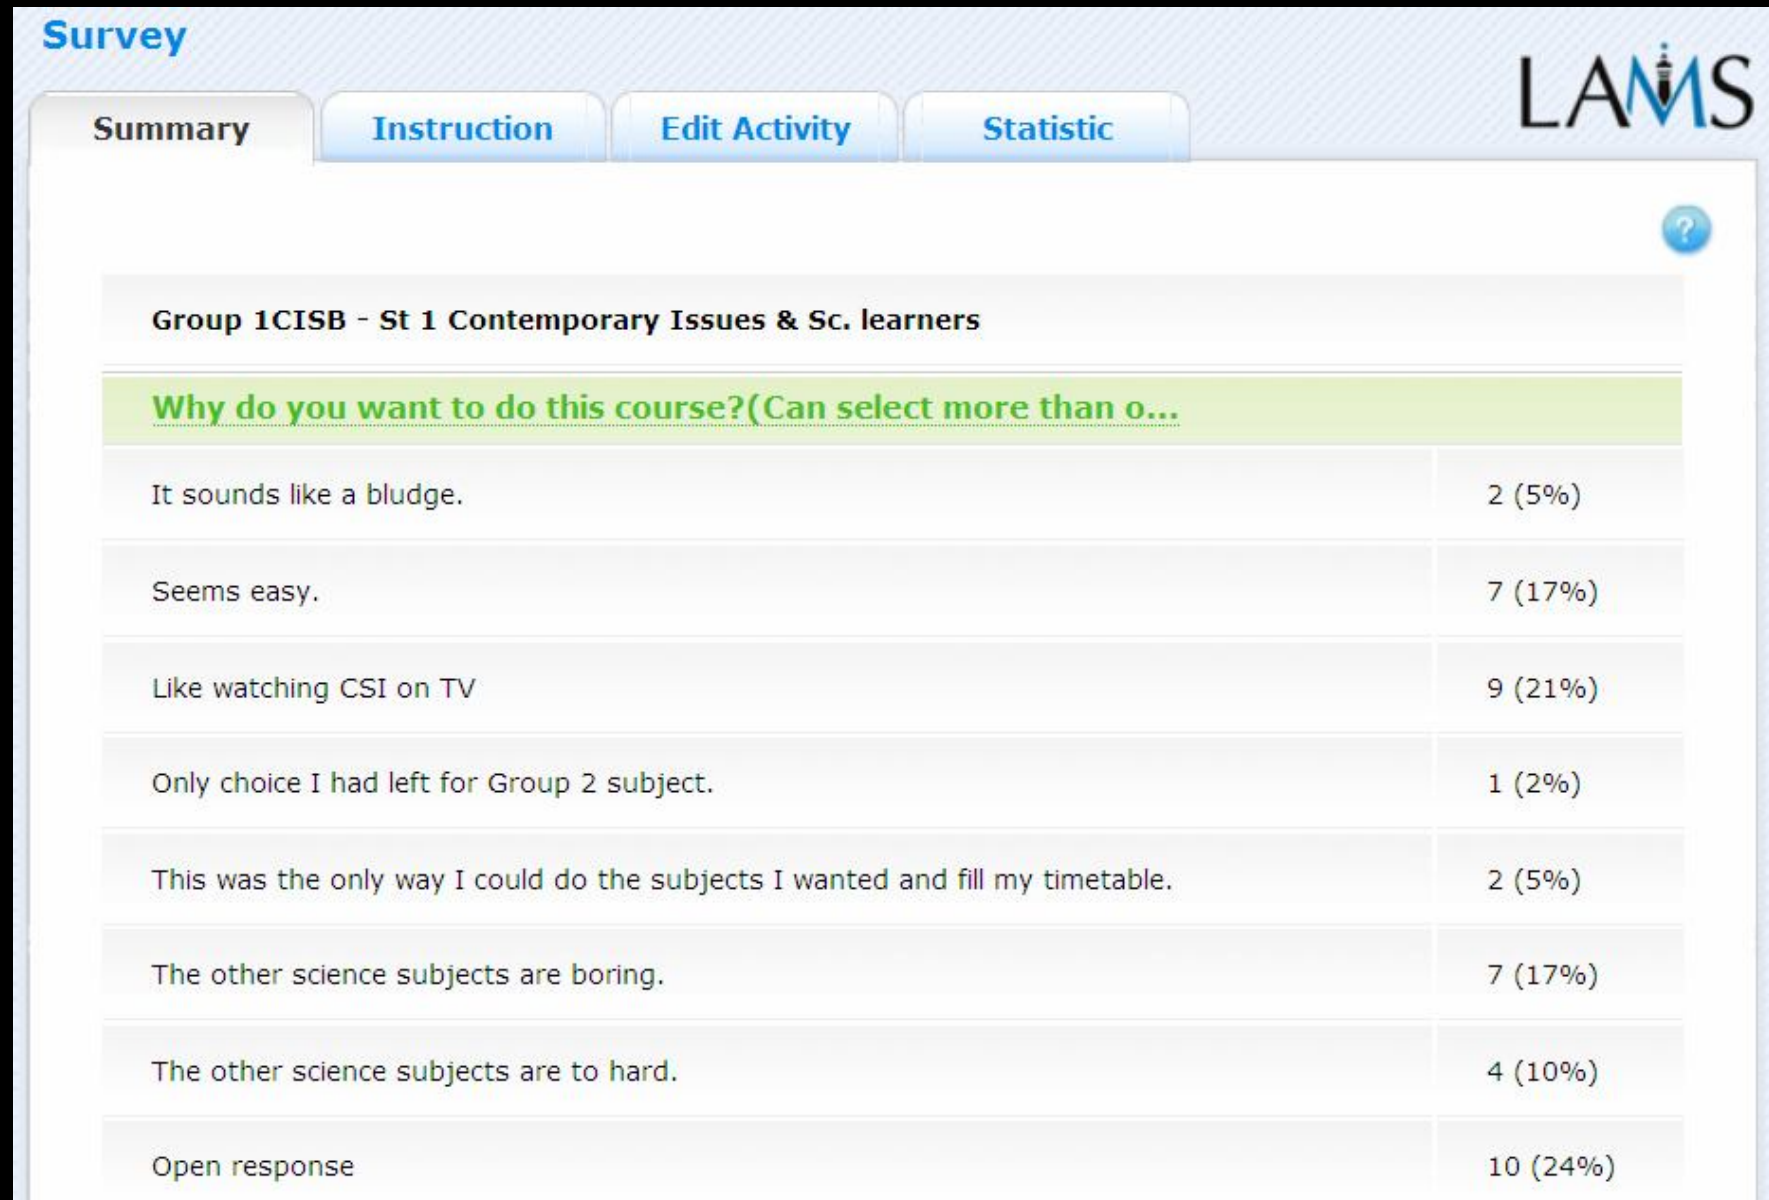 Survey
LAMS
Summary Instruction Edit Activity Statistic
?
Group 1CISB - St 1 Contemporary Issues & Sc. learners
Why do you want to do this course?(Can select more than o...
It sounds like a bludge. 2 (5%)
Seems easy. 7 (17%)
Like watching CSI on TV 9 (21%)
Only choice I had left for Group 2 subject. 1 (2%)
This was the only way I could do the subjects I wanted and fill my timetable. 2 (5%)
The other science subjects are boring. 7 (17%)
The other science subjects are to hard. 4 (10%)
Open response 10 (24%)